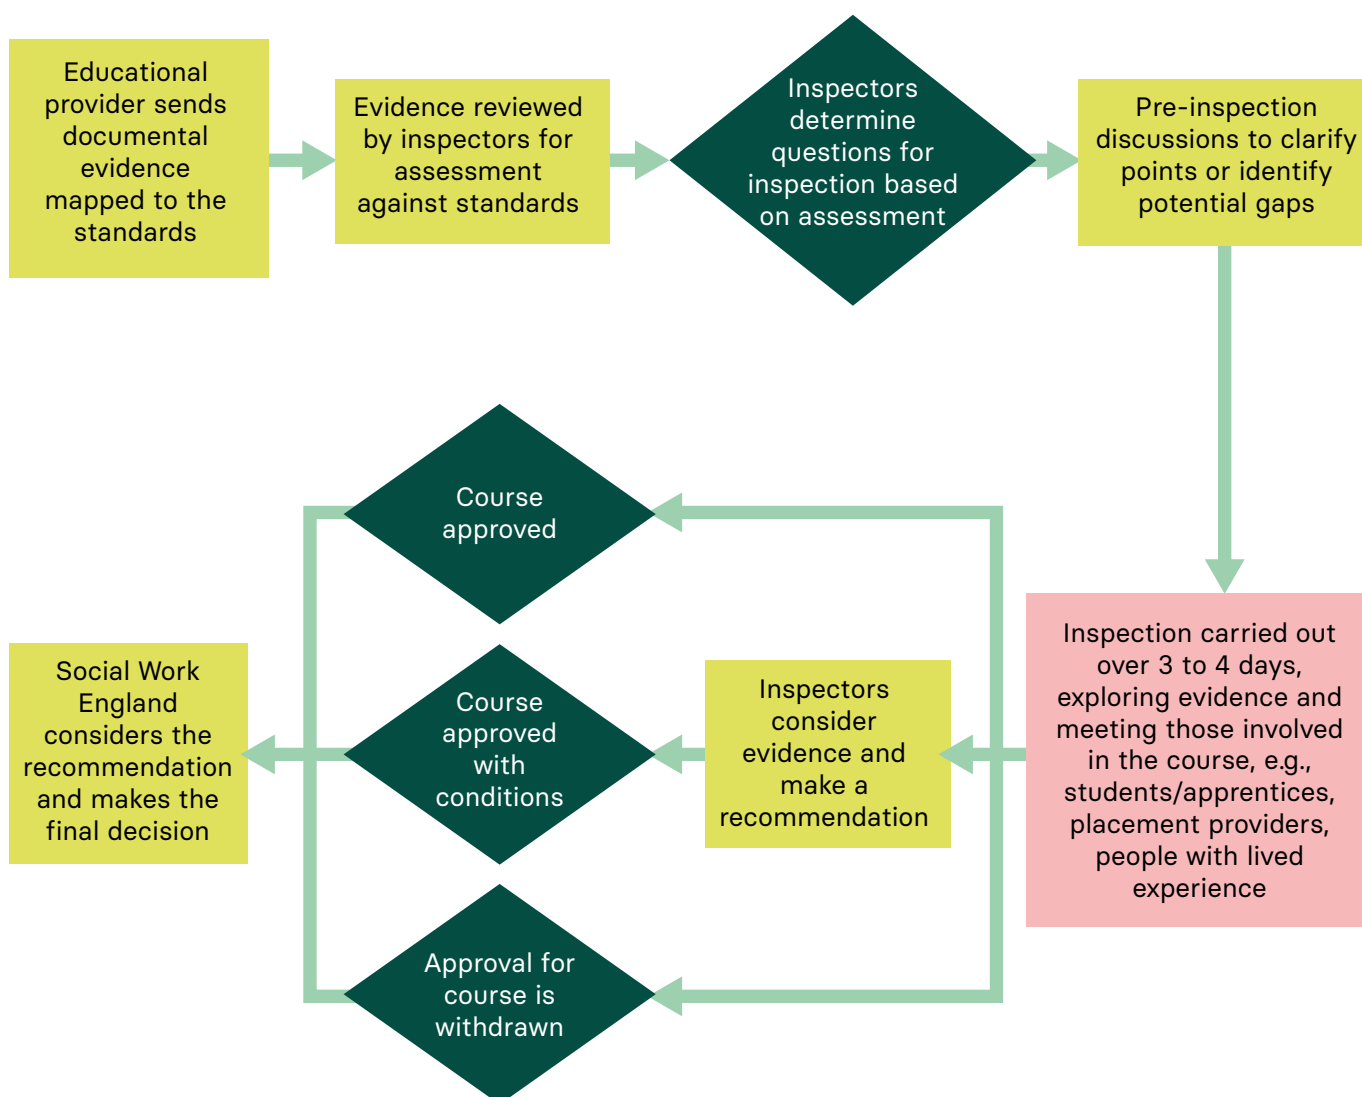 Educational
provider sends
documental
evidence
mapped to the
standards
Evidence reviewed
by inspectors for
assessment
against standards
Inspectors
determine
questions for
inspection based
on assessment
Pre-inspection
discussions to clarify
points or identify
potential gaps
Inspection carried out
over 3 to 4 days,
exploring evidence and
meeting those involved
in the course, e.g.,
students/apprentices,
placement providers,
people with lived
experience
Inspectors
consider
evidence and
make a
recommendation
Course
approved
Course
approved
with
conditions
Approval for
course is
withdrawn
Social Work
England
considers the
recommendation
and makes the
final decision